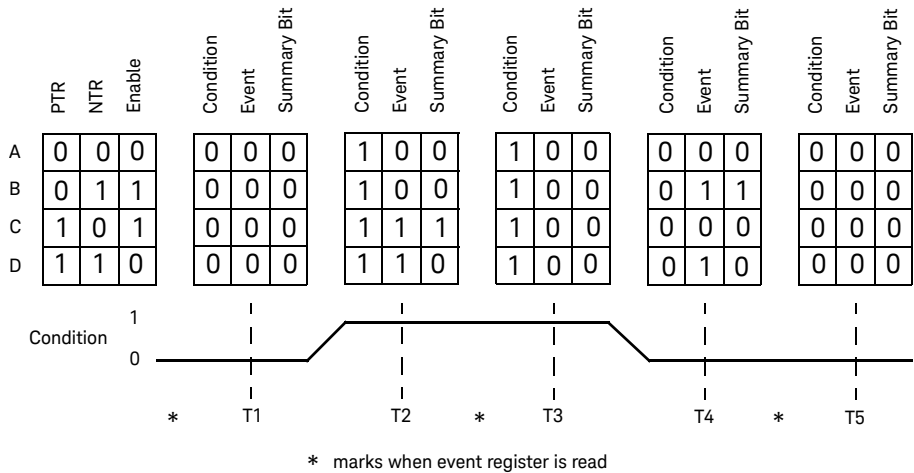 PTR NTR Enable Condition Event Summary Bit Condition Event Summary Bit Condition Event Summary Bit Condition Event Summary Bit Condition Event Summary Bit
A 0 0 0 0 0 0 1 0 0 1 0 0 0 0 0 0 0 0
B 0 1 1 0 0 0 1 0 0 1 0 0 0 1 1 0 0 0
C 1 0 1 0 0 0 1 1 1 1 0 0 0 0 0 0 0 0
D 1 1 0 0 0 0 1 1 0 1 0 0 0 1 0 0 0 0
1
Condition
0
* T1 T2 * T3 T4 * T5
* marks when event register is read